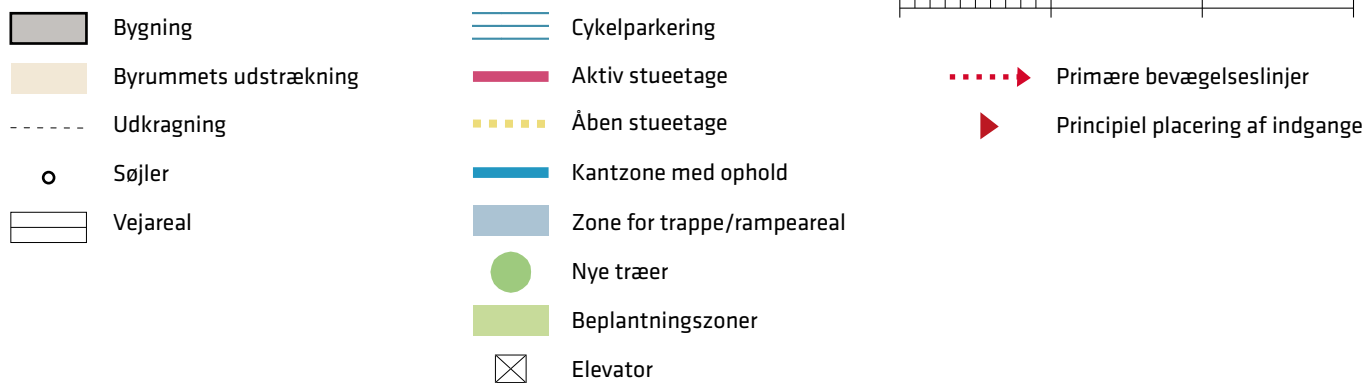 Bygning
Byrummets udstrækning
Udkragning
Søjler
Vejareal
Cykelparkering
Aktiv stueetage
Åben stueetage
Kantzone med ophold
Zone for trappe/rampeareal
Nye træer
Beplantningszoner
Elevator
Primære bevægelseslinjer
Principiel placering af indgange